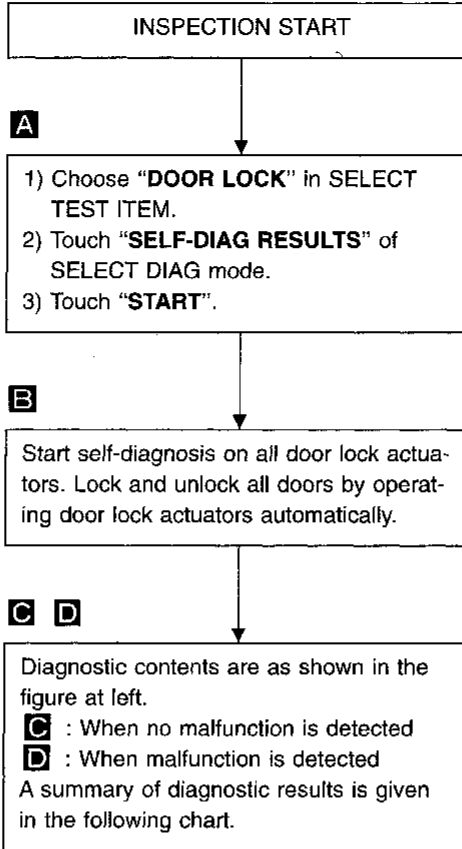 INSPECTION START
A
1) Choose “DOOR LOCK” in SELECT
TEST ITEM.
2) Touch “SELF-DIAG RESULTS” of
SELECT DIAG mode.
3) Touch “START”.
B
Start self-diagnosis on all door lock actua-
tors. Lock and unlock all doors by operat-
ing door lock actuators automatically.
C D
Diagnostic contents are as shown in the
figure at left.
C : When no malfunction is detected
D : When malfunction is detected
A summary of diagnostic results is given
in the following chart.